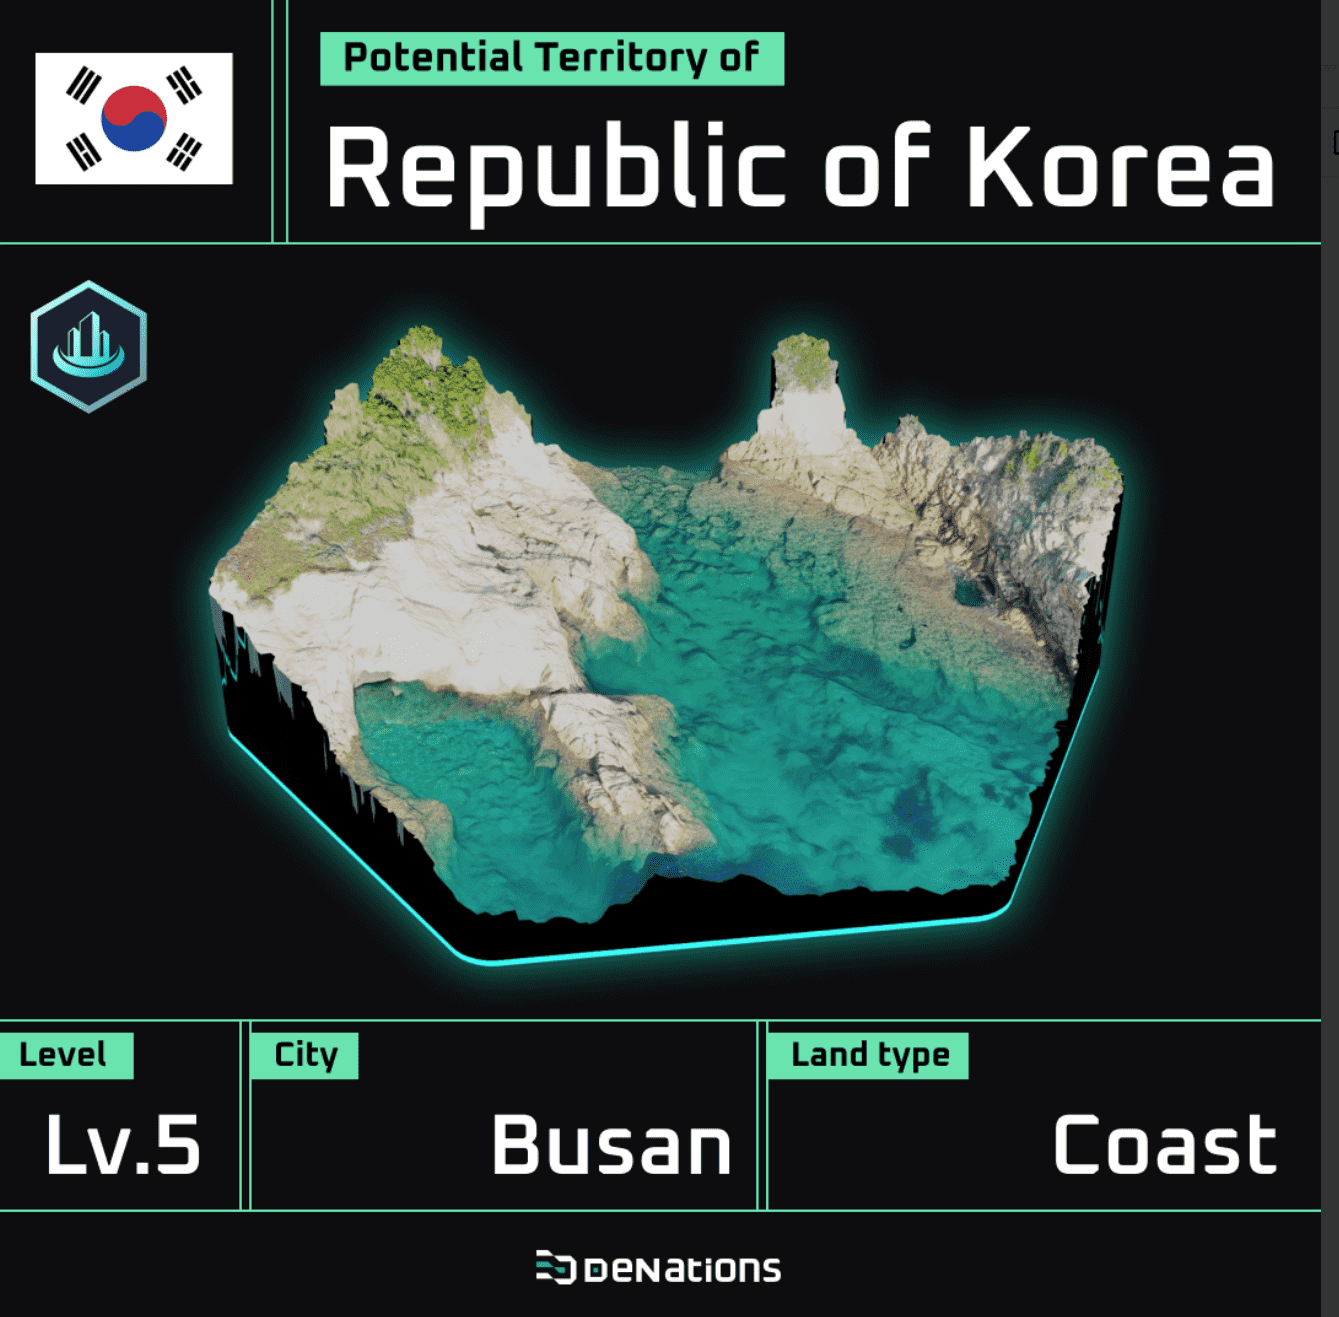 Potential Territory of
Republic of Korea
Level
Lv.5
City
Busan
Land type
Coast
DeNations